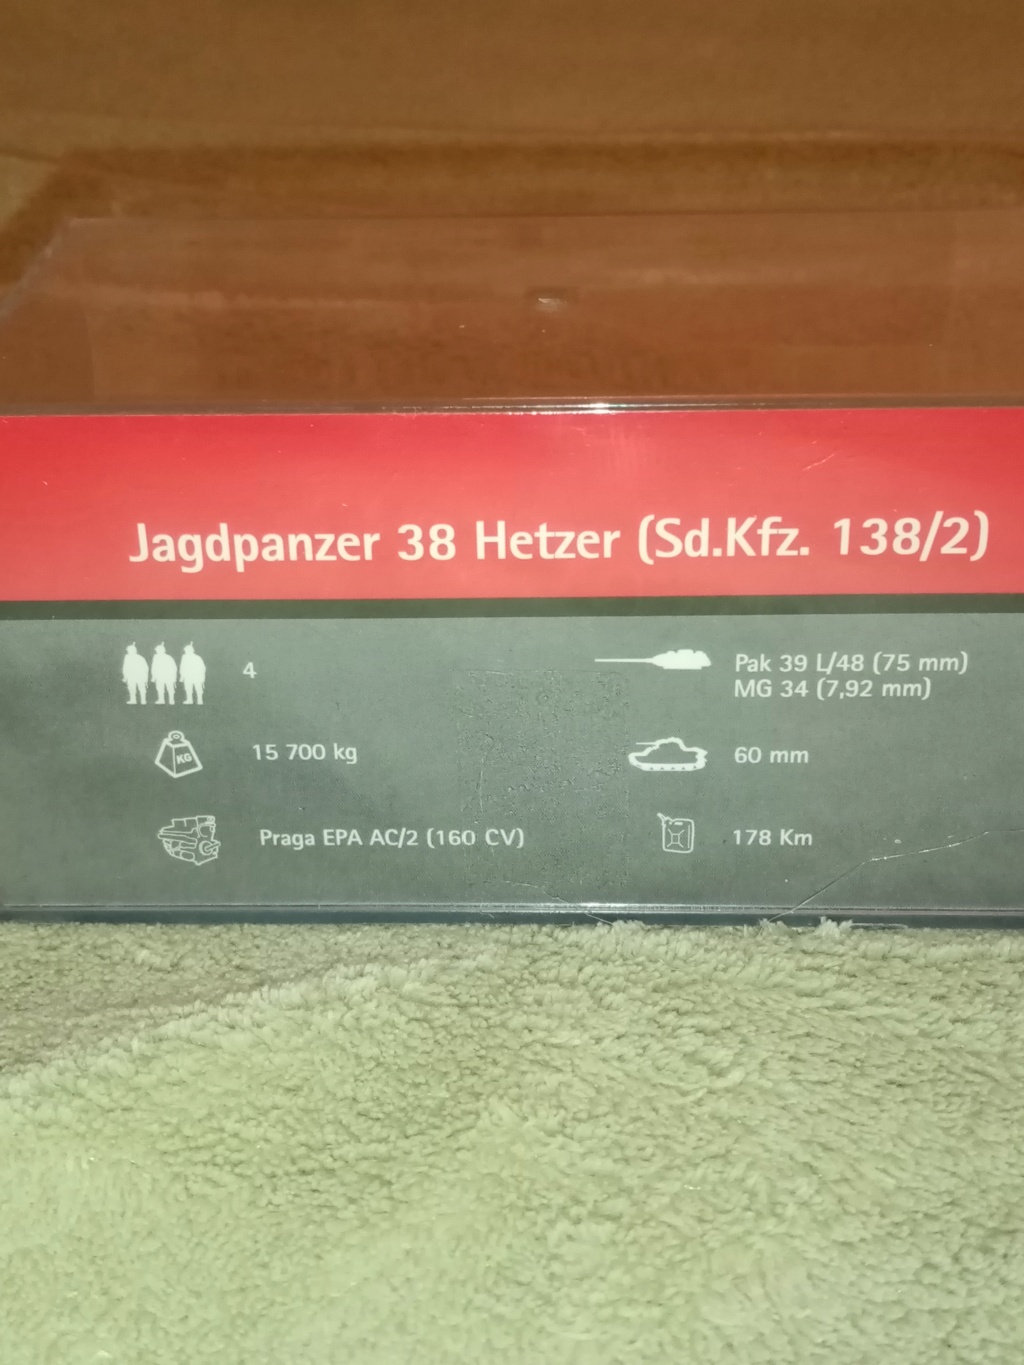 Jagdpanzer 38 Hetzer (Sd.Kfz. 138/2)
4
Pak 39 L/48 (75 mm)
MG 34 (7,92 mm)
KG
15 700 kg
60 mm
Praga EPA AC/2 (160 CV)
178 Km